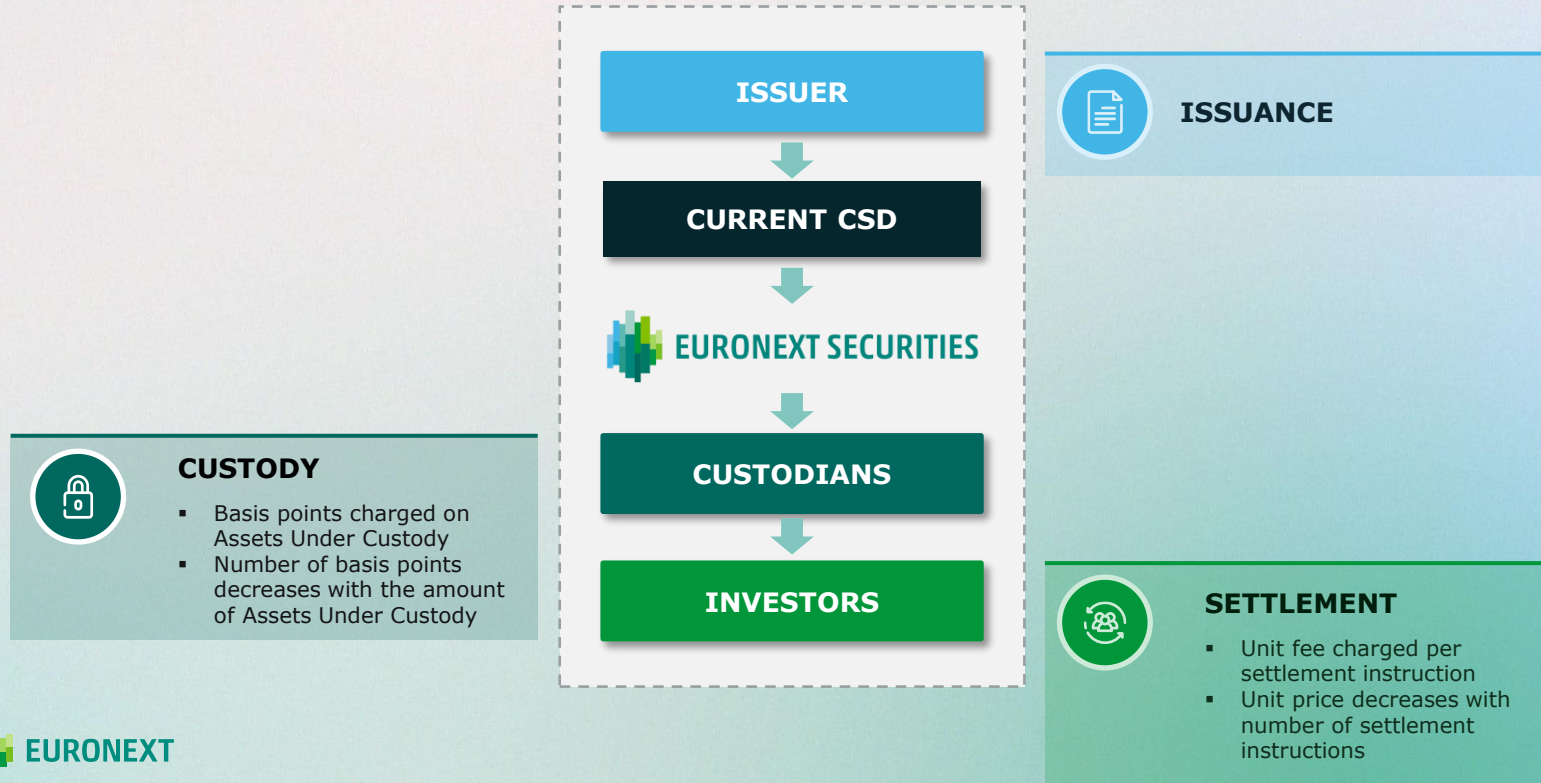 ISSUER
ISSUANCE
CURRENT CSD
EURONEXT SECURITIES
CUSTODY
▪ Basis points charged on
Assets Under Custody
▪ Number of basis points
decreases with the amount
of Assets Under Custody
CUSTODIANS
INVESTORS
SETTLEMENT
▪ Unit fee charged per
settlement instruction
▪ Unit price decreases with
number of settlement
instructions
EURONEXT